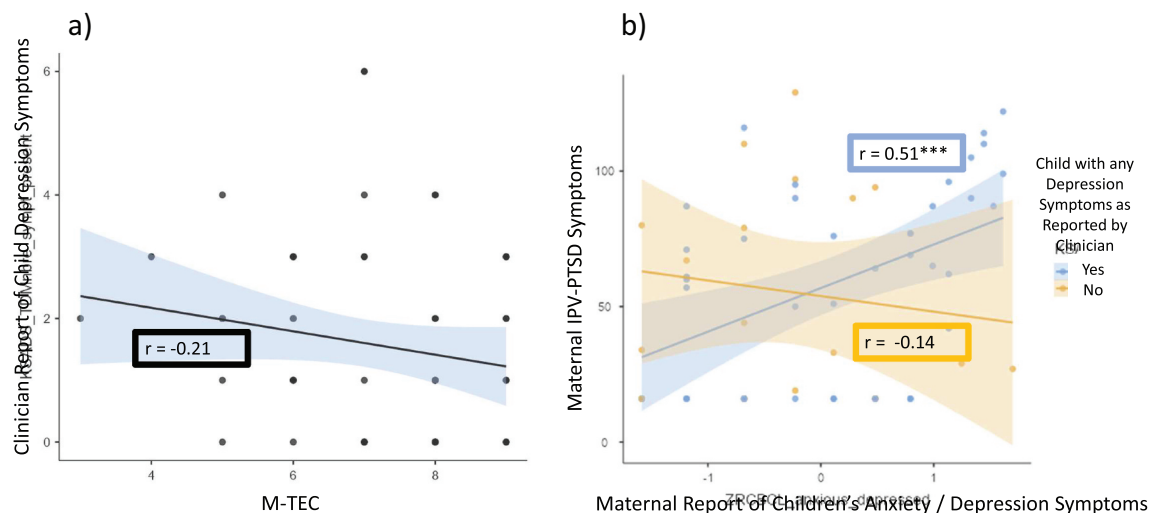 a)
Clinician Report of Child Depression Symptoms
6
4
2
0
r = -0.21
4
6
8
M-TEC
b)
Maternal IPV-PTSD Symptoms
100
50
0
r = 0.51***
r = -0.14
-1
0
1
ZRCBCL_anxious_depressed
Maternal Report of Children's Anxiety / Depression Symptoms
Child with any
Depression
Symptoms as
Reported by
Clinician
Yes
No